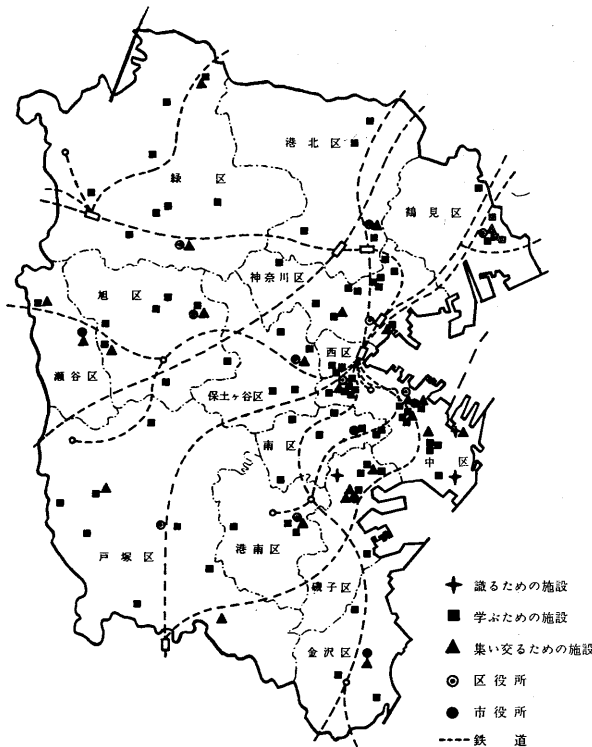 港北区
緑区
鶴見区
神奈川区
旭区
西区
瀬谷区
保土ヶ谷区
南区
中区
港南区
戸塚区
磯子区
金沢区
識るための施設
学ぶための施設
集い交るための施設
区役所
市役所
鉄道